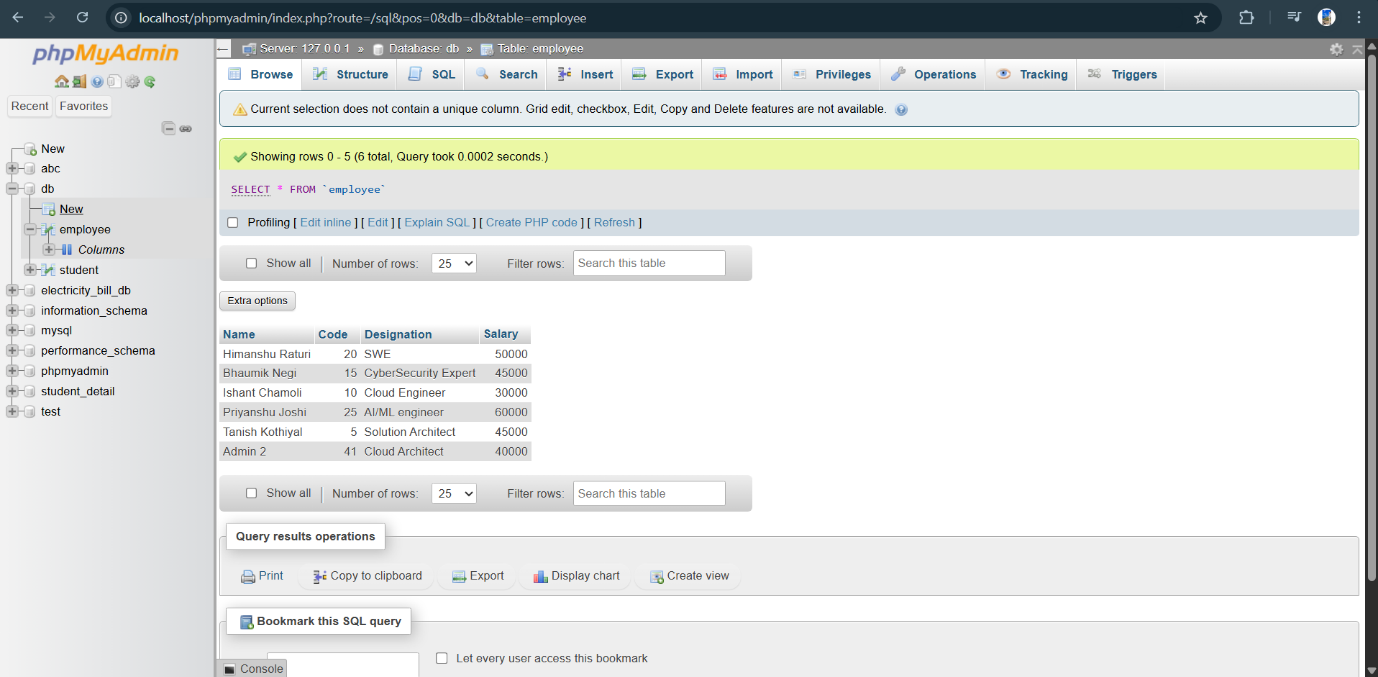 localhost/phpmyadmin/index.php?route=/sql&pos=0&db=db&table=employee
phpMyAdmin
Recent Favorites
New
abc
db
New
employee
Columns
student
electricity_bill_db
information_schema
mysql
performance_schema
phpmyadmin
student_detail
test
Server: 127.0.0.1 » Database: db » Table: employee
Browse Structure SQL Search Insert Export Import Privileges Operations Tracking Triggers
Current selection does not contain a unique column. Grid edit, checkbox, Edit, Copy and Delete features are not available.
Showing rows 0 - 5 (6 total, Query took 0.0002 seconds.)
SELECT * FROM `employee`
Profiling [ Edit inline ] [ Edit ] [ Explain SQL ] [ Create PHP code ] [ Refresh ]
Show all | Number of rows: 25 Filter rows: Search this table
Extra options
Name Code Designation Salary
Himanshu Raturi 20 SWE 50000
Bhaumik Negi 15 CyberSecurity Expert 45000
Ishant Chamoli 10 Cloud Engineer 30000
Priyanshu Joshi 25 AI/ML engineer 60000
Tanish Kothiyal 5 Solution Architect 45000
Admin 2 41 Cloud Architect 40000
Show all | Number of rows: 25 Filter rows: Search this table
Query results operations
Print Copy to clipboard Export Display chart Create view
Bookmark this SQL query
Let every user access this bookmark
Console